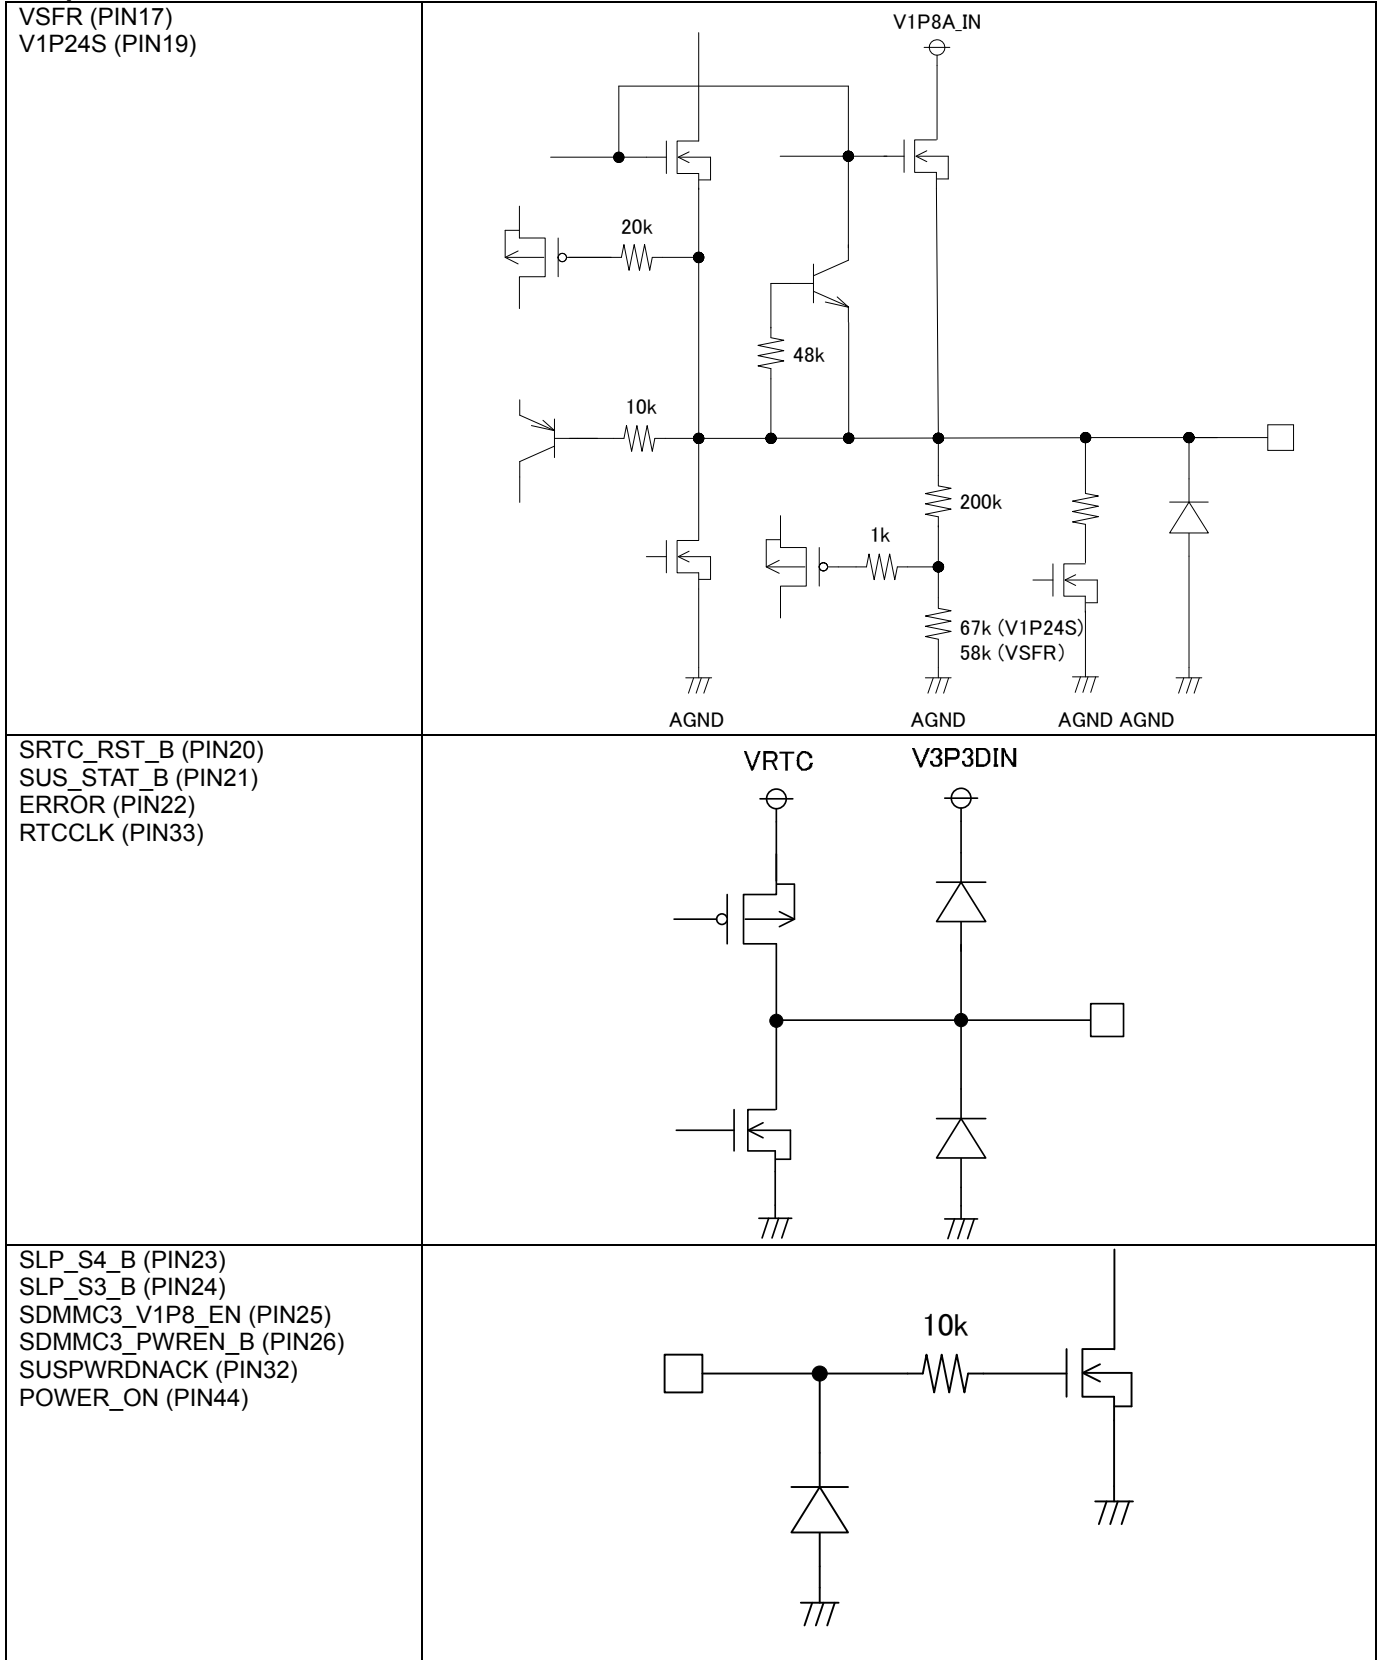 VSFR (PIN17)
V1P24S (PIN19)
V1P8A_IN
20k
48k
10k
200k
1k
67k (V1P24S)
58k (VSFR)
AGND
AGND
AGND AGND
SRTC_RST_B (PIN20)
SUS_STAT_B (PIN21)
ERROR (PIN22)
RTCCLK (PIN33)
VRTC
V3P3DIN
SLP_S4_B (PIN23)
SLP_S3_B (PIN24)
SDMMC3_V1P8_EN (PIN25)
SDMMC3_PWREN_B (PIN26)
SUSPWRDNACK (PIN32)
POWER_ON (PIN44)
10k